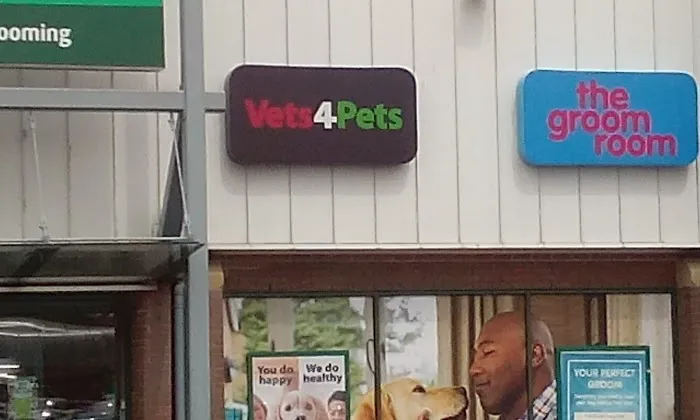 ooming
Vets4Pets
the
groom
room
You do
happy
We do
healthy
YOUR PERFECT
GROOM